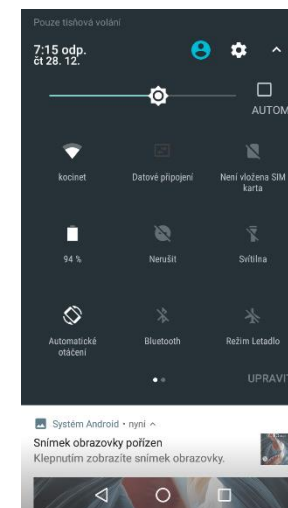 Pouze tísňová volání
7:15 odp.
čt 28. 12.
AUTOM
kocinet
Datové připojení
Není vložena SIM
karta
94 %
Nerušit
Svítilna
Automatické
otáčení
Bluetooth
Režim Letadlo
UPRAVIT
Systém Android • nyní
Snímek obrazovky pořízen
Klepnutím zobrazíte snímek obrazovky.